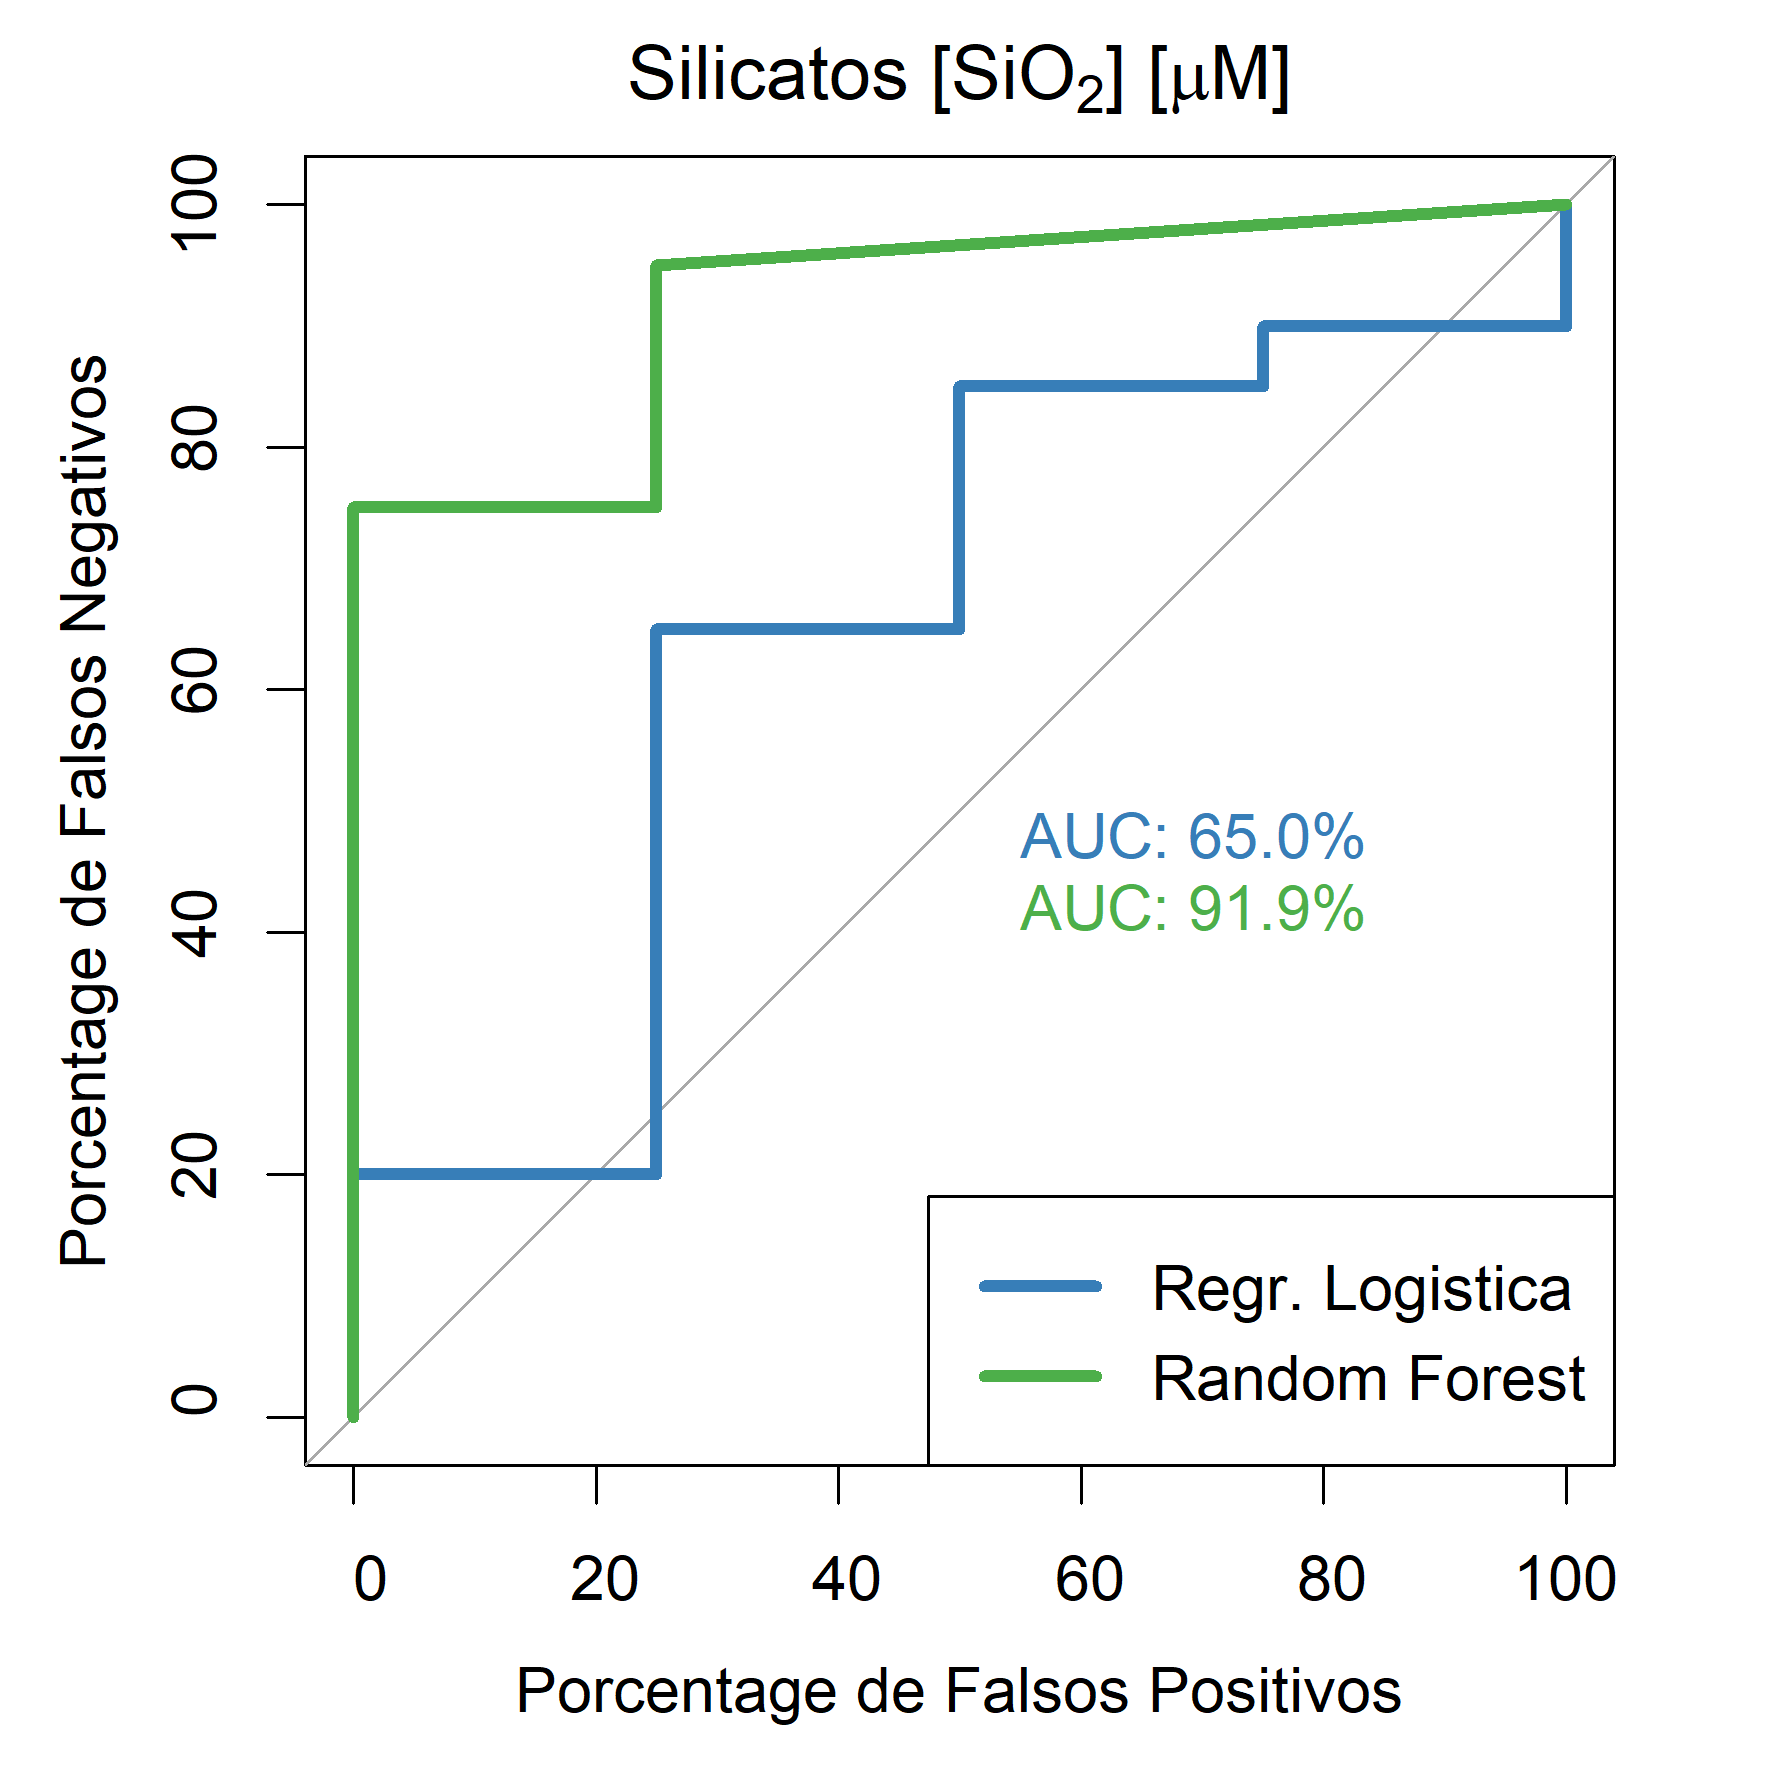 Silicatos [SiO₂] [μM]
Porcentage de Falsos Negativos
100
80
60
40
20
0
AUC: 65.0%
AUC: 91.9%
Regr. Logistica
Random Forest
0 20 40 60 80 100
Porcentage de Falsos Positivos